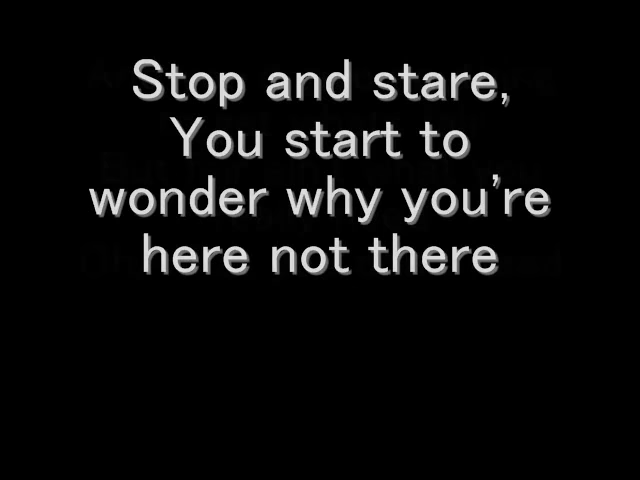 Stop and stare,
You start to
wonder why you're
here not there